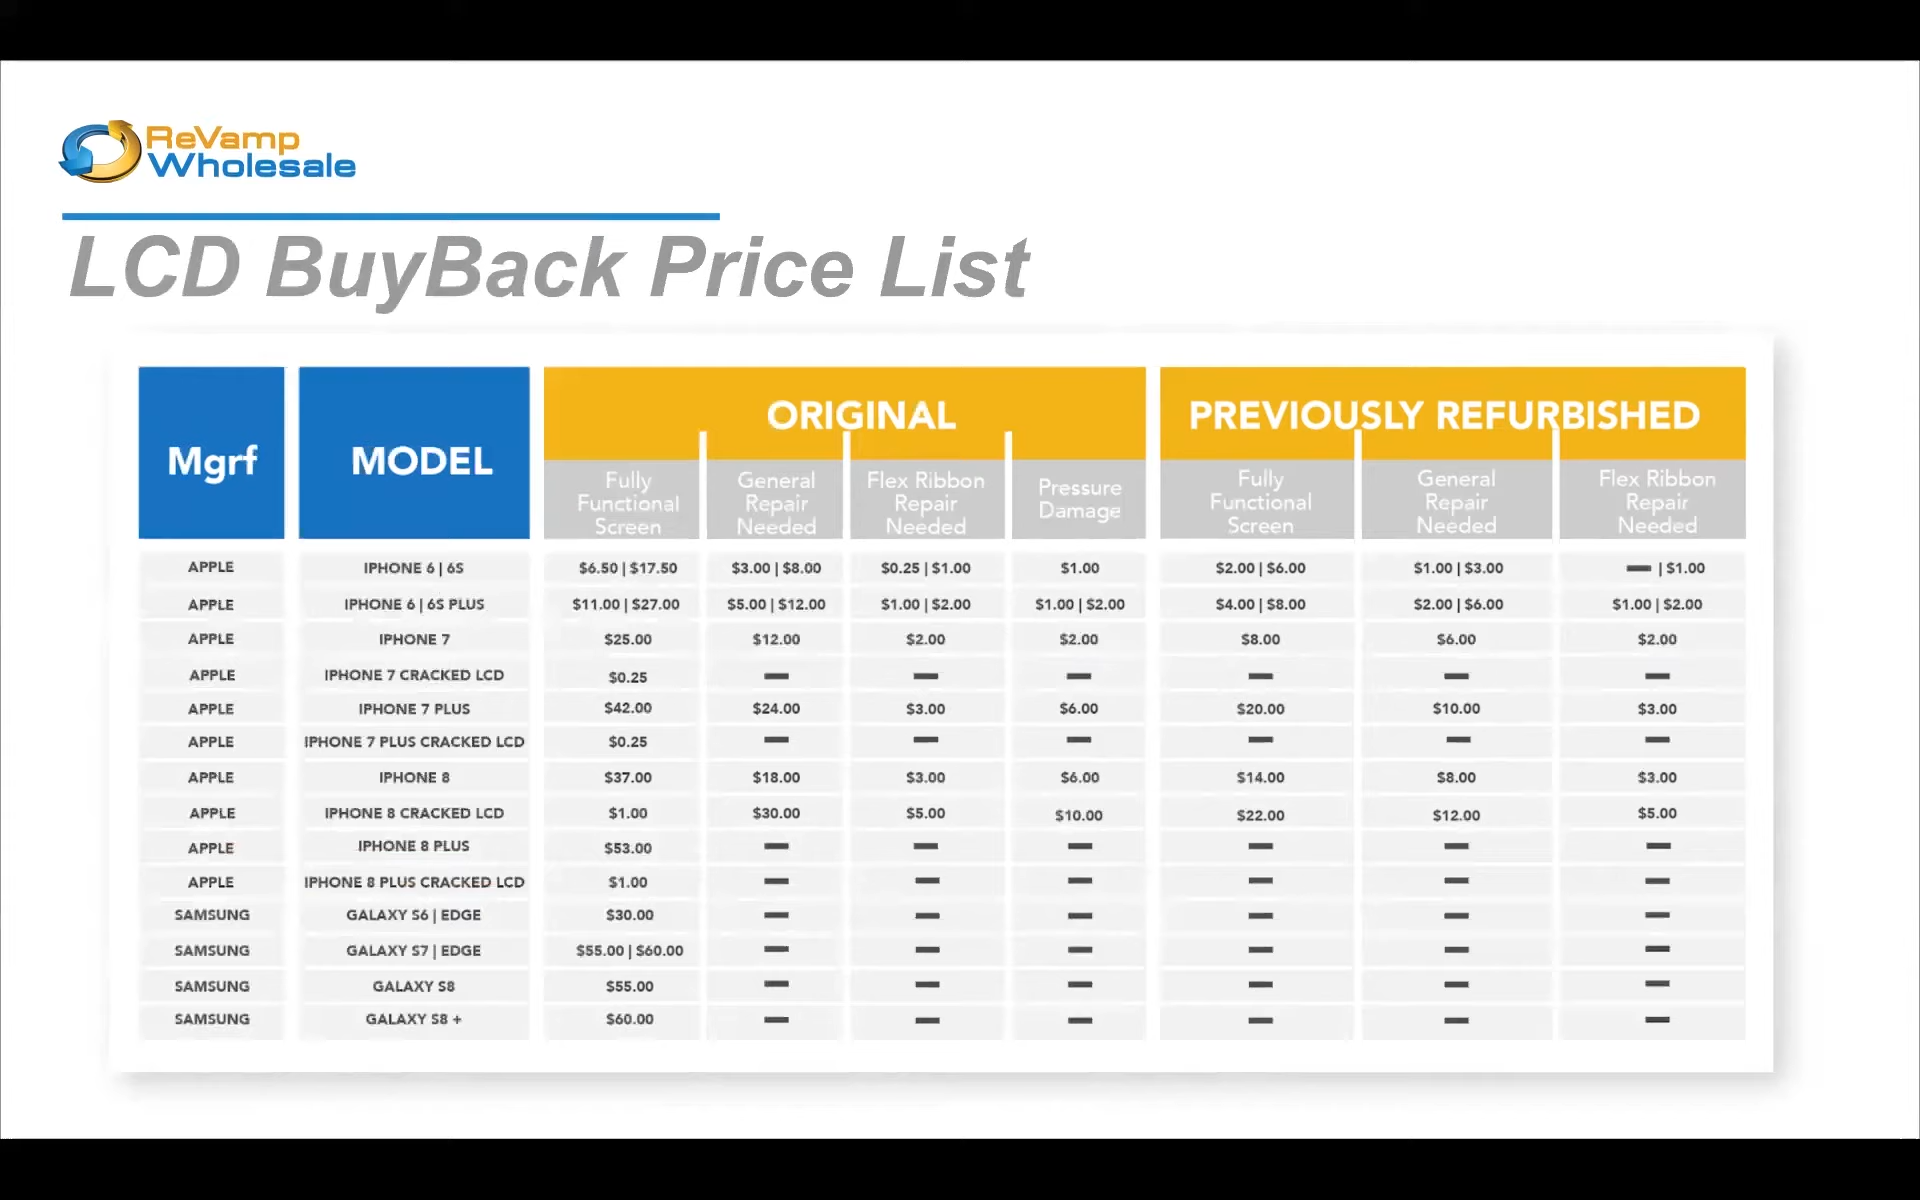 ReVamp
Wholesale
LCD BuyBack Price List
Mgrf MODEL ORIGINAL PREVIOUSLY REFURBISHED
Fully Functional Screen General Repair Needed Flex Ribbon Repair Needed Pressure Damage Fully Functional Screen General Repair Needed Flex Ribbon Repair Needed
APPLE IPHONE 6 | 6S $6.50 | $17.50 $3.00 | $8.00 $0.25 | $1.00 $1.00 $2.00 | $6.00 $1.00 | $3.00 — | $1.00
APPLE IPHONE 6 | 6S PLUS $11.00 | $27.00 $5.00 | $12.00 $1.00 | $2.00 $1.00 | $2.00 $4.00 | $8.00 $2.00 | $6.00 $1.00 | $2.00
APPLE IPHONE 7 $25.00 $12.00 $2.00 $2.00 $8.00 $6.00 $2.00
APPLE IPHONE 7 CRACKED LCD $0.25 — — — — — —
APPLE IPHONE 7 PLUS $42.00 $24.00 $3.00 $6.00 $20.00 $10.00 $3.00
APPLE IPHONE 7 PLUS CRACKED LCD $0.25 — — — — — —
APPLE IPHONE 8 $37.00 $18.00 $3.00 $6.00 $14.00 $8.00 $3.00
APPLE IPHONE 8 CRACKED LCD $1.00 $30.00 $5.00 $10.00 $22.00 $12.00 $5.00
APPLE IPHONE 8 PLUS $53.00 — — — — — —
APPLE IPHONE 8 PLUS CRACKED LCD $1.00 — — — — — —
SAMSUNG GALAXY S6 | EDGE $30.00 — — — — — —
SAMSUNG GALAXY S7 | EDGE $55.00 | $60.00 — — — — — —
SAMSUNG GALAXY S8 $55.00 — — — — — —
SAMSUNG GALAXY S8 + $60.00 — — — — — —